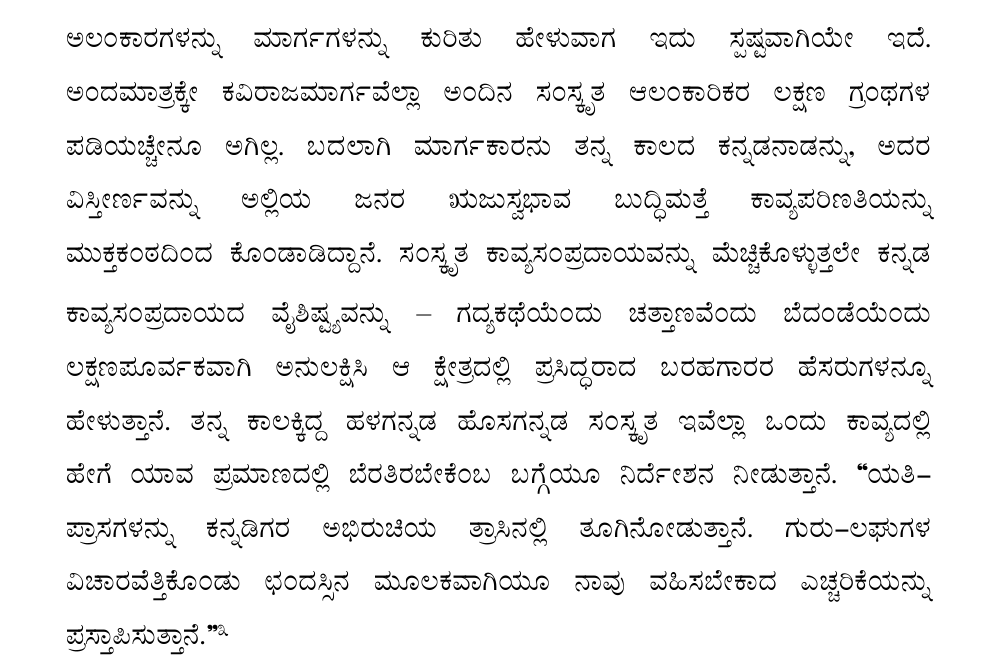 ಅಲಂಕಾರಗಳನ್ನು ಮಾರ್ಗಗಳನ್ನು ಕುರಿತು ಹೇಳುವಾಗ ಇದು ಸ್ಪಷ್ಟವಾಗಿಯೇ ಇದೆ.
ಅಂದಮಾತ್ರಕ್ಕೇ ಕವಿರಾಜಮಾರ್ಗವೆಲ್ಲಾ ಅಂದಿನ ಸಂಸ್ಕೃತ ಆಲಂಕಾರಿಕರ ಲಕ್ಷಣ ಗ್ರಂಥಗಳ
ಪಡಿಯಚ್ಚೇನೂ ಅಗಿಲ್ಲ. ಬದಲಾಗಿ ಮಾರ್ಗಕಾರನು ತನ್ನ ಕಾಲದ ಕನ್ನಡನಾಡನ್ನು, ಅದರ
ವಿಸ್ತೀರ್ಣವನ್ನು ಅಲ್ಲಿಯ ಜನರ ಋಜುಸ್ವಭಾವ ಬುದ್ಧಿಮತ್ತೆ ಕಾವ್ಯಪರಿಣತಿಯನ್ನು
ಮುಕ್ತಕಂಠದಿಂದ ಕೊಂಡಾಡಿದ್ದಾನೆ. ಸಂಸ್ಕೃತ ಕಾವ್ಯಸಂಪ್ರದಾಯವನ್ನು ಮೆಚ್ಚಿಕೊಳ್ಳುತ್ತಲೇ ಕನ್ನಡ
ಕಾವ್ಯಸಂಪ್ರದಾಯದ ವೈಶಿಷ್ಟ್ಯವನ್ನು – ಗದ್ಯಕಥೆಯೆಂದು ಚತ್ತಾಣವೆಂದು ಬೆದಂಡೆಯೆಂದು
ಲಕ್ಷಣಪೂರ್ವಕವಾಗಿ ಅನುಲಕ್ಷಿಸಿ ಆ ಕ್ಷೇತ್ರದಲ್ಲಿ ಪ್ರಸಿದ್ಧರಾದ ಬರಹಗಾರರ ಹೆಸರುಗಳನ್ನೂ
ಹೇಳುತ್ತಾನೆ. ತನ್ನ ಕಾಲಕ್ಕಿದ್ದ ಹಳಗನ್ನಡ ಹೊಸಗನ್ನಡ ಸಂಸ್ಕೃತ ಇವೆಲ್ಲಾ ಒಂದು ಕಾವ್ಯದಲ್ಲಿ
ಹೇಗೆ ಯಾವ ಪ್ರಮಾಣದಲ್ಲಿ ಬೆರತಿರಬೇಕೆಂಬ ಬಗ್ಗೆಯೂ ನಿರ್ದೇಶನ ನೀಡುತ್ತಾನೆ. “ಯತಿ–
ಪ್ರಾಸಗಳನ್ನು ಕನ್ನಡಿಗರ ಅಭಿರುಚಿಯ ತ್ರಾಸಿನಲ್ಲಿ ತೂಗಿನೋಡುತ್ತಾನೆ. ಗುರು–ಲಘುಗಳ
ವಿಚಾರವೆತ್ತಿಕೊಂಡು ಛಂದಸ್ಸಿನ ಮೂಲಕವಾಗಿಯೂ ನಾವು ವಹಿಸಬೇಕಾದ ಎಚ್ಚರಿಕೆಯನ್ನು
ಪ್ರಸ್ತಾಪಿಸುತ್ತಾನೆ.”೩